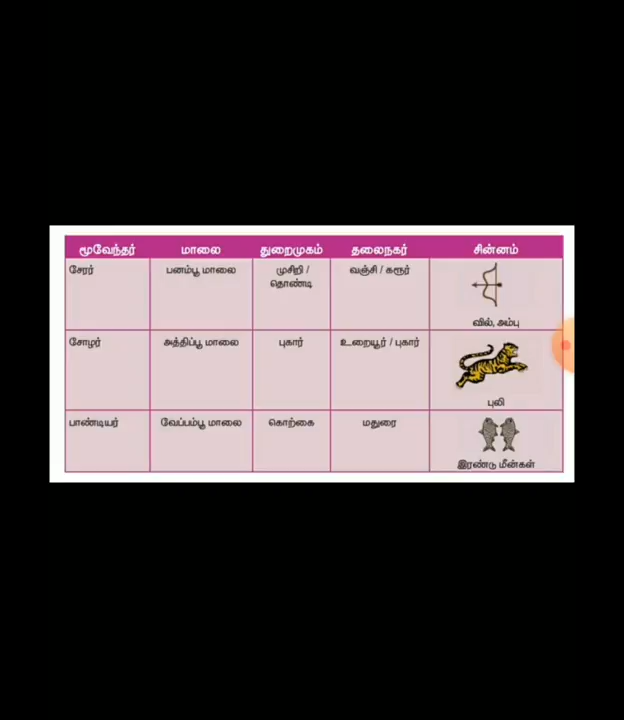 மூவேந்தர் மாலை துறைமுகம் தலைநகர் சின்னம்
சேரர் பனம்பூ மாலை முசிறி / தொண்டி வஞ்சி / கரூர் வில், அம்பு
சோழர் அத்திப்பூ மாலை புகார் உறையூர் / புகார் புலி
பாண்டியர் வேப்பம்பூ மாலை கொற்கை மதுரை இரண்டு மீன்கள்